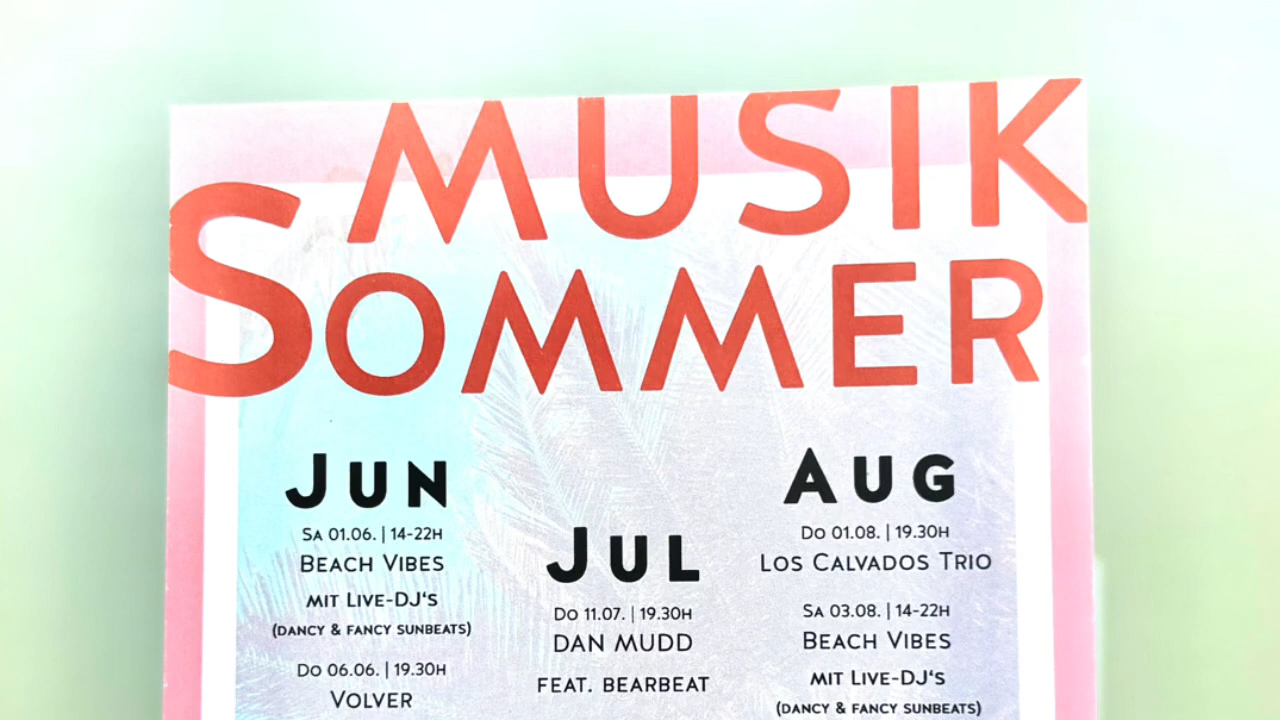 MUSIK
SOMMER
JUN
SA 01.06. | 14-22H
BEACH VIBES
MIT LIVE-DJ‘S
(DANCY & FANCY SUNBEATS)
DO 06.06. | 19.30H
VOLVER
JUL
DO 11.07. | 19.30H
DAN MUDD
FEAT. BEARBEAT
AUG
DO 01.08. | 19.30H
LOS CALVADOS TRIO
SA 03.08. | 14-22H
BEACH VIBES
MIT LIVE-DJ‘S
(DANCY & FANCY SUNBEATS)